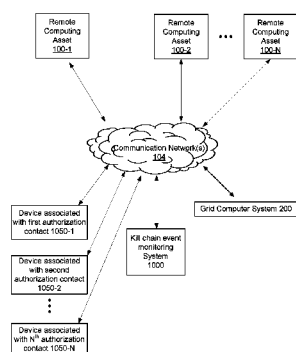 Remote
Computing
Asset
100-1
Remote
Computing
Asset
100-2
Remote
Computing
Asset
100-N
Communication Network(s)
104
Grid Computer System 200
Device associated
with first authorization
contact 1050-1
Kill chain event
monitoring
System
1000
Device associated
with second
authorization
contact 1050-2
Device associated
with Nth authorization
contact 1050-N